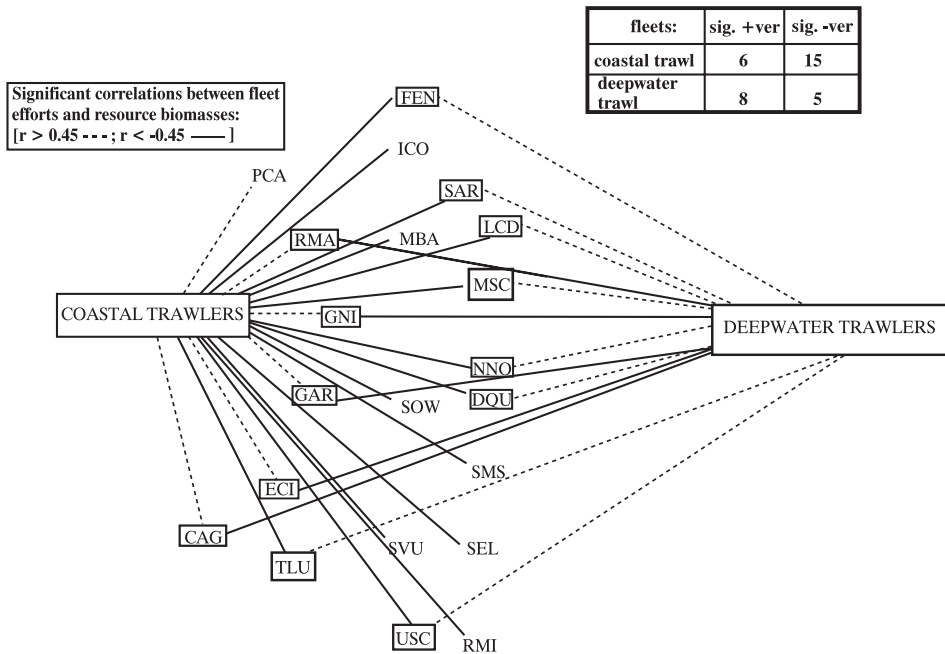 fleets: sig. +ver sig. -ver
coastal trawl 6 15
deepwater
trawl 8 5
Significant correlations between fleet
efforts and resource biomasses:
[r > 0.45 - - - ; r < -0.45 —— ]
FEN
ICO
PCA
SAR
LCD
RMA
MBA
MSC
COASTAL TRAWLERS
GNI
DEEPWATER TRAWLERS
NNO
GAR
SOW
DQU
SMS
ECI
CAG
SVU
SEL
TLU
USC
RMI